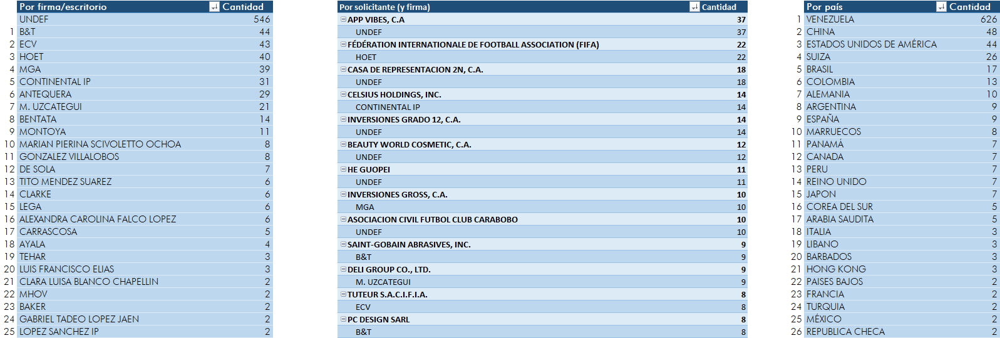 Por firma/escritorio Cantidad
UNDEF 546
1 B&T 44
2 ECV 43
3 HOET 40
4 MGA 39
5 CONTINENTAL IP 31
6 ANTEQUERA 29
7 M. UZCATEGUI 21
8 BENTATA 14
9 MONTOYA 11
10 MARIAN PIERINA SCIVOLETTO OCHOA 8
11 GONZALEZ VILLALOBOS 8
12 DE SOLA 7
13 TITO MENDEZ SUAREZ 6
14 CLARKE 6
15 LEGA 6
16 ALEXANDRA CAROLINA FALCO LOPEZ 6
17 CARRASCOSA 5
18 AYALA 4
19 TEHAR 3
20 LUIS FRANCISCO ELIAS 3
21 CLARA LUISA BLANCO CHAPELLIN 2
22 MHOV 2
23 BAKER 2
24 GABRIEL TADEO LOPEZ JAEN 2
25 LOPEZ SANCHEZ IP 2
Por solicitante (y firma) Cantidad
APP VIBES, C.A 37
UNDEF 37
FÉDÉRATION INTERNATIONALE DE FOOTBALL ASSOCIATION (FIFA) 22
HOET 22
CASA DE REPRESENTACION 2N, C.A. 18
UNDEF 18
CELSIUS HOLDINGS, INC. 14
CONTINENTAL IP 14
INVERSIONES GRADO 12, C.A. 14
UNDEF 14
BEAUTY WORLD COSMETIC, C.A. 12
UNDEF 12
HE GUOPEI 11
UNDEF 11
INVERSIONES GROSS, C.A. 10
MGA 10
ASOCIACION CIVIL FUTBOL CLUB CARABOBO 10
UNDEF 10
SAINT-GOBAIN ABRASIVES, INC. 9
B&T 9
DELI GROUP CO., LTD. 9
M. UZCATEGUI 9
TUTEUR S.A.C.I.F.I.A. 8
ECV 8
PC DESIGN SARL 8
B&T 8
Por país Cantidad
1 VENEZUELA 626
2 CHINA 48
3 ESTADOS UNIDOS DE AMÉRICA 44
4 SUIZA 26
5 BRASIL 17
6 COLOMBIA 13
7 ALEMANIA 10
8 ARGENTINA 9
9 ESPAÑA 9
10 MARRUECOS 8
11 PANAMÁ 7
12 CANADA 7
13 PERU 7
14 REINO UNIDO 7
15 JAPON 7
16 COREA DEL SUR 5
17 ARABIA SAUDITA 5
18 ITALIA 3
19 LIBANO 3
20 BARBADOS 3
21 HONG KONG 3
22 PAISES BAJOS 2
23 FRANCIA 2
24 TURQUIA 2
25 MÉXICO 2
26 REPUBLICA CHECA 2